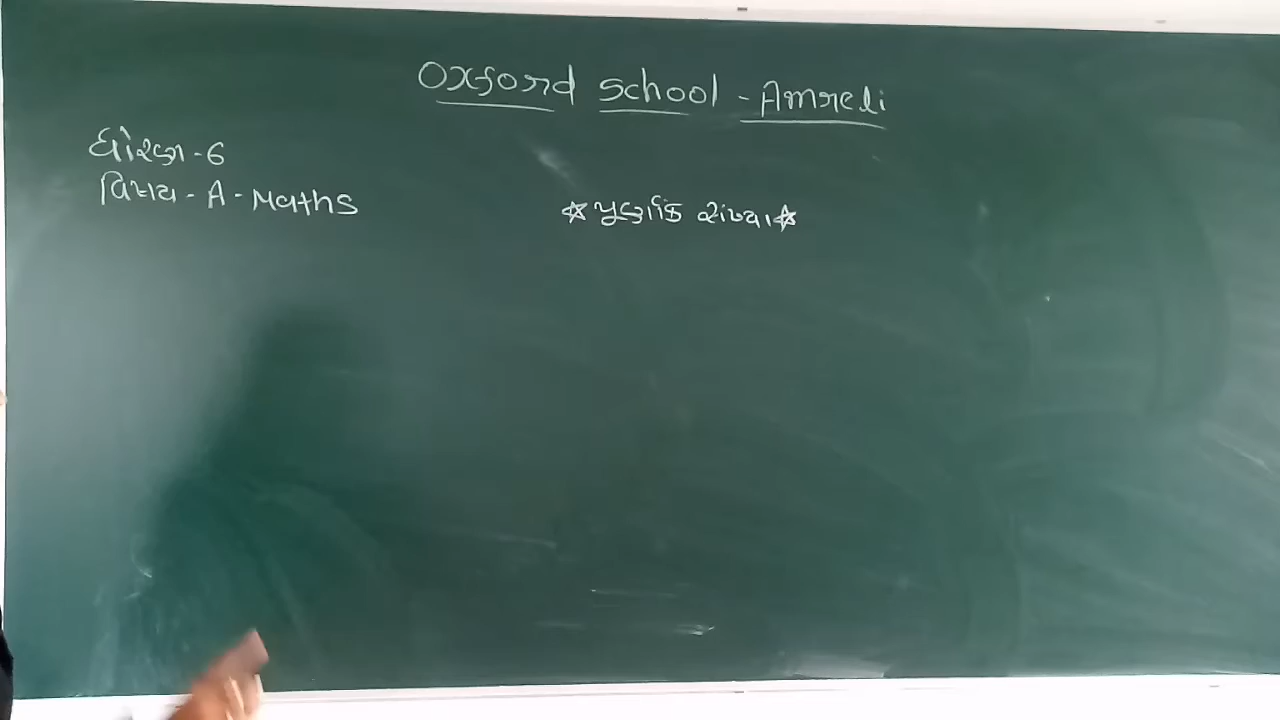 Oxford School - Amreli
ધોરણ - 6
વિષય - A - Maths
☆ પુર્ણાંક સંખ્યા ☆